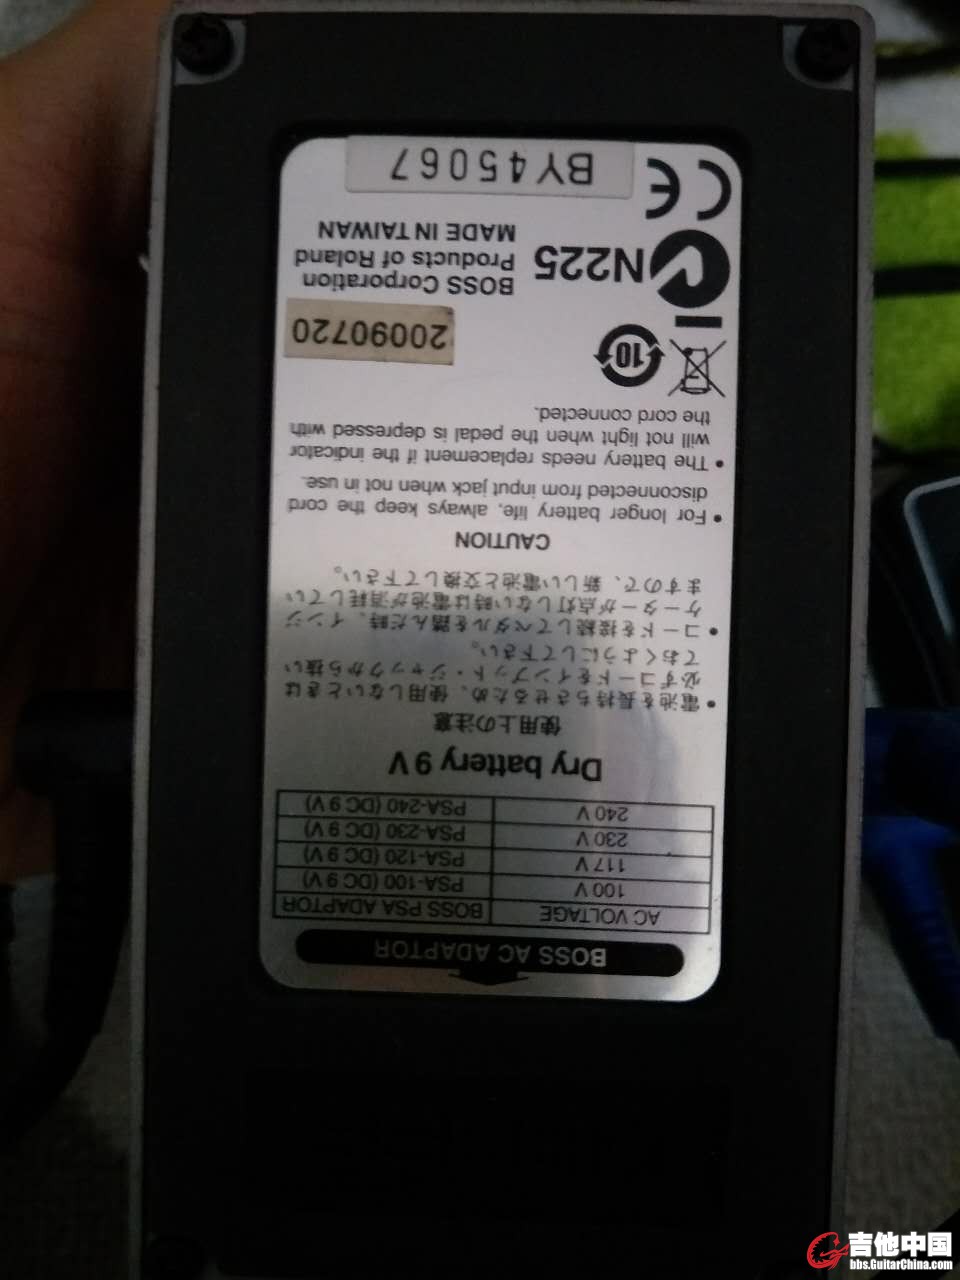 BOSS AC ADAPTOR
AC VOLTAGE BOSS PSA ADAPTOR
100 V PSA-100 (DC 9 V)
117 V PSA-120 (DC 9 V)
230 V PSA-230 (DC 9 V)
240 V PSA-240 (DC 9 V)
Dry battery 9 V
使用上の注意
• 電池を長持ちさせるため、使用しないときは
必ずコードをインプット・ジャックから抜い
ておくようにして下さい。
• コードを接続してペダルを踏んだ時、インジ
ケーターが点灯しない時は電池が消耗してい
ますので、新しい電池と交換して下さい。
CAUTION
• For longer battery life, always keep the cord
disconnected from input jack when not in use.
• The battery needs replacement if the indicator
will not light when the pedal is depressed with
the cord connected.
10
20090720
N225
BOSS Corporation
Products of Roland
MADE IN TAIWAN
CE
BY45067
吉他中国
bbs.GuitarChina.com